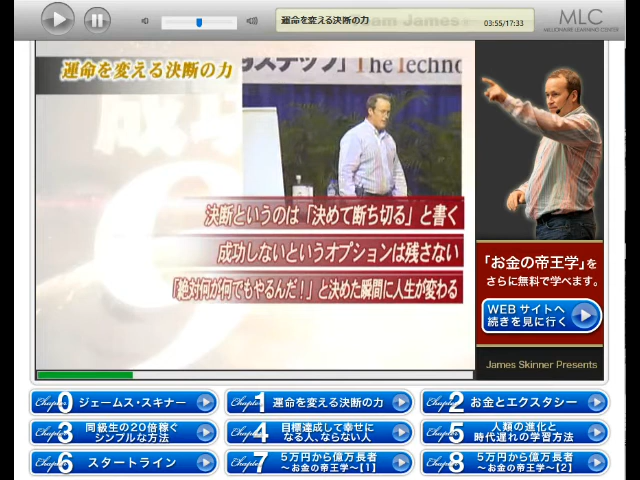 運命を変える決断の力
03:55/17:33
MLC
MILLIONAIRE LEARNING CENTER
運命を変える決断の力
ステップ」 The Techno
決断というのは「決めて断ち切る」と書く
成功しないというオプションは残さない
「絶対何が何でもやるんだ！」と決めた瞬間に人生が変わる
「お金の帝王学」を
さらに無料で学べます。
WEB サイトへ
続きを見に行く
James Skinner Presents
Chapter 0 ジェームス・スキナー
Chapter 1 運命を変える決断の力
Chapter 2 お金とエクスタシー
Chapter 3 同級生の20倍稼ぐ
シンプルな方法
Chapter 4 目標達成して幸せに
なる人、ならない人
Chapter 5 人類の進化と
時代遅れの学習方法
Chapter 6 スタートライン
Chapter 7 5万円から億万長者
〜お金の帝王学〜【1】
Chapter 8 5万円から億万長者
〜お金の帝王学〜【2】